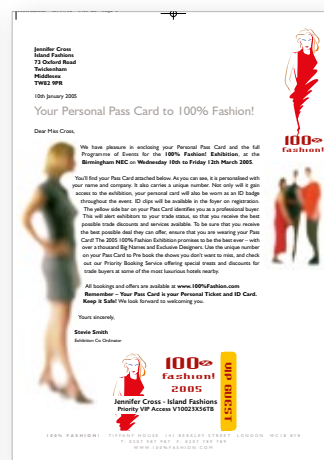 Jennifer Cross
Island Fashions
73 Oxford Road
Twickenham
Middlesex
TW82 9PR
10th January 2005
Your Personal Pass Card to 100% Fashion!
Dear Miss Cross,
100%
fashion!
We have pleasure in enclosing your Personal Pass Card and the full
Programme of Events for the 100% Fashion! Exhibition, at the
Birmingham NEC on Wednesday 10th to Friday 12th March 2005.
You'll find your Pass Card attached below. As you can see, it is personalised with
your name and company. It also carries a unique number. Not only will it gain
access to the exhibition, your personal card will also be worn as an ID badge
throughout the event. ID clips will be available in the foyer on registration.
The yellow side bar on your Pass Card identifies you as a professional buyer.
This will alert exhibitors to your trade status, so that you receive the best
possible trade discounts and services available. To be sure that you receive
the best possible deal they can offer, ensure that you are wearing your Pass
Card! The 2005 100% Fashion Exhibition promises to be the best ever – with
over a thousand Big Names and Exclusive Designers. Use the unique number
on your Pass Card to Pre book the shows you don't want to miss, and check
out our Priority Booking Service offering special treats and discounts for
trade buyers at some of the most luxurious hotels nearby.
All bookings and offers are available at www.100%Fashion.com
Remember – Your Pass Card is your Personal Ticket and ID Card.
Keep it Safe! We look forward to welcoming you.
Yours sincerely,
Stevie Smith
Exhibition Co Ordinator
100%
fashion!
2005
VIP GUEST
Jennifer Cross - Island Fashions
Priority VIP Access V10023X56TB
100% FASHION! TIFFANY HOUSE 191 BERKLEY STREET LONDON WC1B 8TR
WWW.100%FASHION.COM